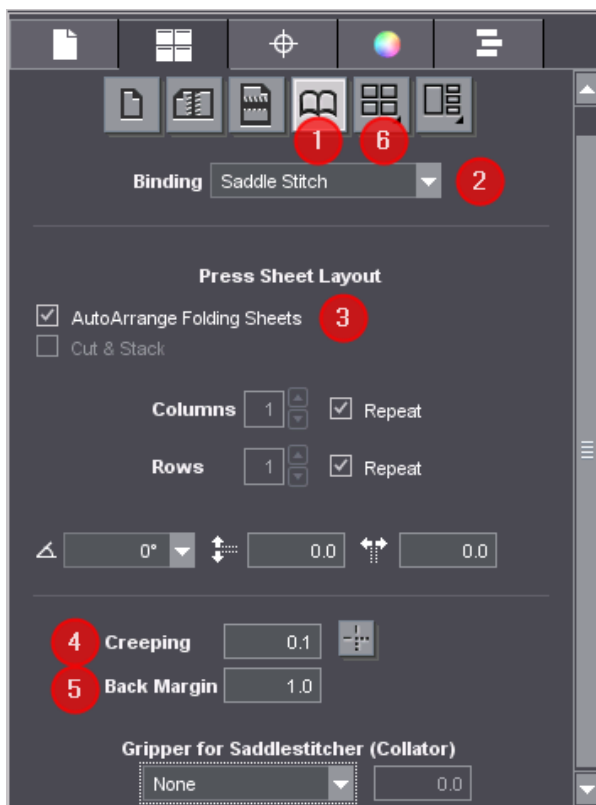 1 6
Binding Saddle Stitch 2
Press Sheet Layout
AutoArrange Folding Sheets 3
Cut & Stack
Columns 1 Repeat
Rows 1 Repeat
0° 0.0 0.0
4 Creeping 0.1
5 Back Margin 1.0
Gripper for Saddlestitcher (Collator)
None 0.0